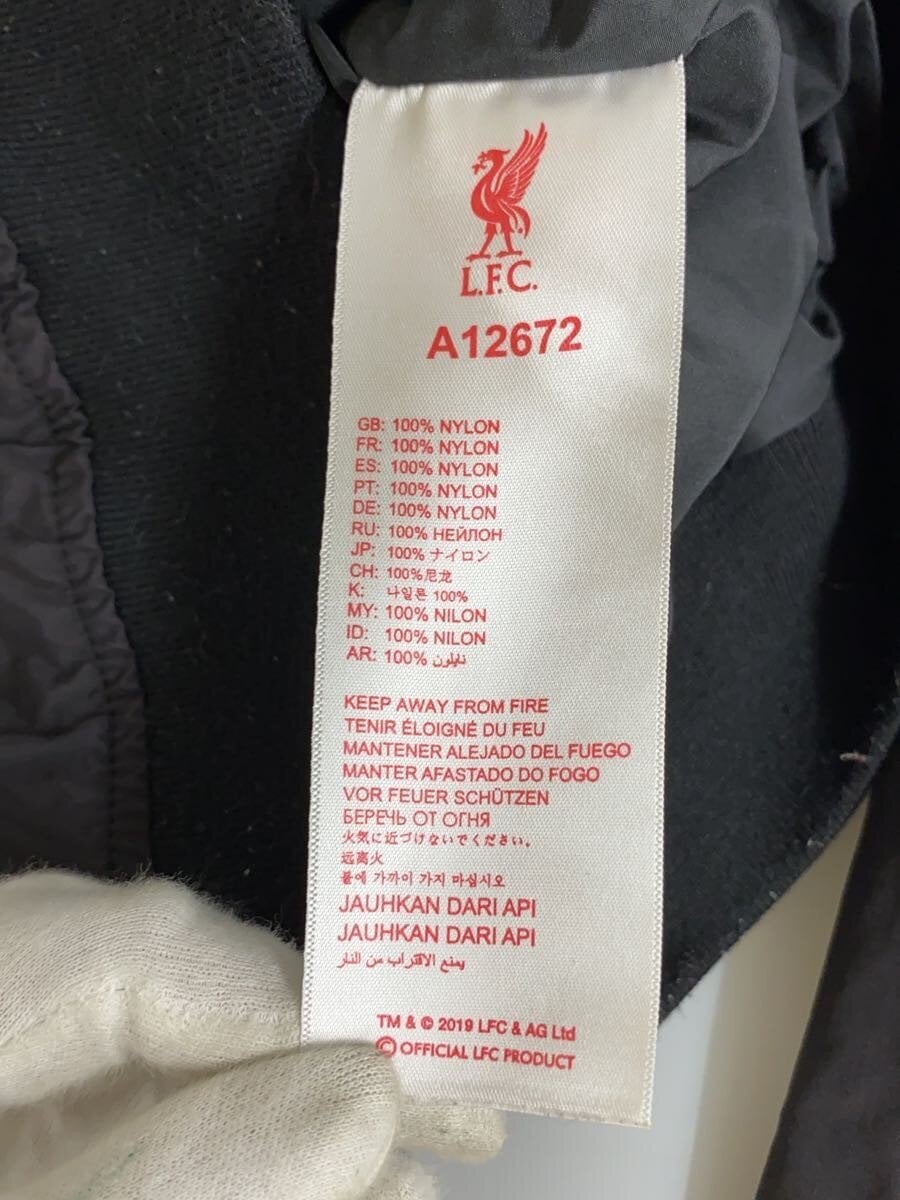 L.F.C.
A12672
GB: 100% NYLON
FR: 100% NYLON
ES: 100% NYLON
PT: 100% NYLON
DE: 100% NYLON
RU: 100% НЕЙЛОН
JP: 100% ナイロン
CH: 100%尼龙
K: 나일론 100%
MY: 100% NILON
ID: 100% NILON
AR: 100% نايلون
KEEP AWAY FROM FIRE
TENIR ÉLOIGNÉ DU FEU
MANTENER ALEJADO DEL FUEGO
MANTER AFASTADO DO FOGO
VOR FEUER SCHÜTZEN
БЕРЕЧЬ ОТ ОГНЯ
火気に近づけないでください。
远离火
불에 가까이 가지 마십시오
JAUHKAN DARI API
JAUHKAN DARI API
يمنع الاقتراب من النار
TM & © 2019 LFC & AG Ltd
© OFFICIAL LFC PRODUCT